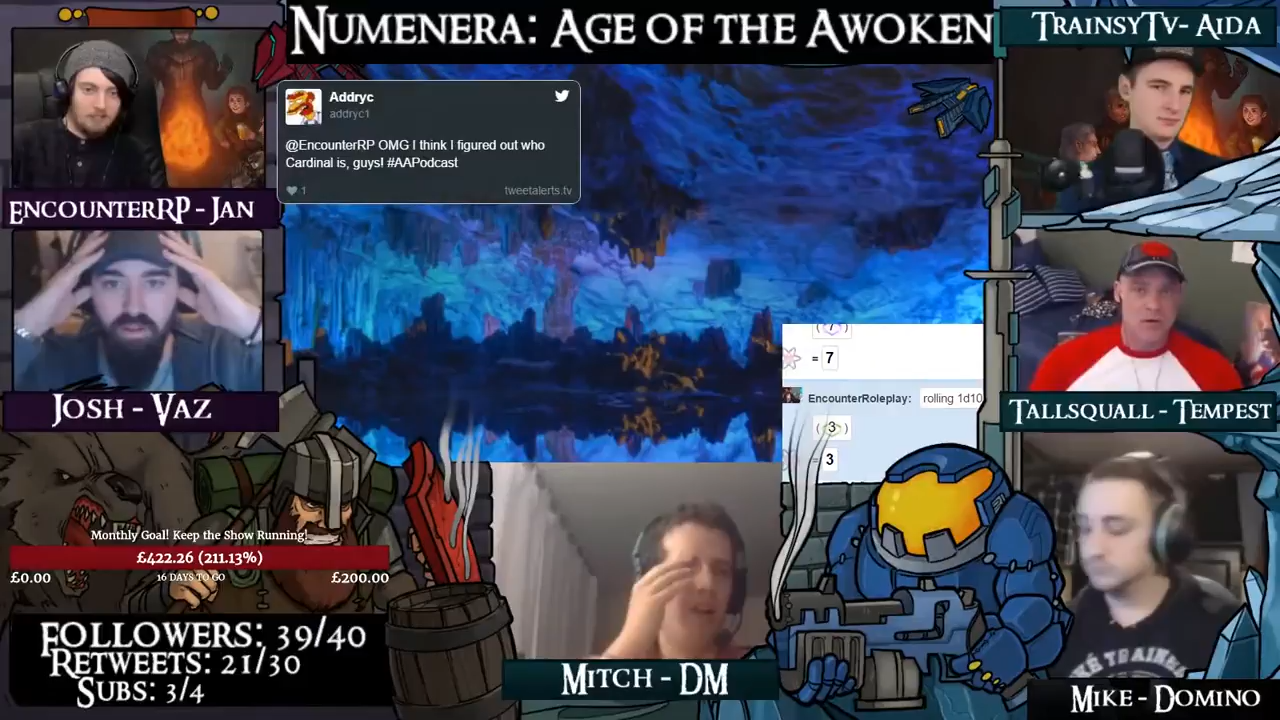 NUMENERA: AGE OF THE AWOKEN
TRAINSYTV- AIDA
Addryc
addryc1
@EncounterRP OMG I think I figured out who
Cardinal is, guys! #AAPodcast
1
tweetalerts.tv
ENCOUNTERRP - JAN
(7)
= 7
EncounterRoleplay: rolling 1d10
(3)
3
JOSH - VAZ
TALLSQUALL - TEMPEST
Monthly Goal! Keep the Show Running!
£422.26 (211.13%)
£0.00
16 DAYS TO GO
£200.00
FOLLOWERS: 39/40
RETWEETS: 21/30
SUBS: 3/4
MITCH - DM
MIKE - DOMINO